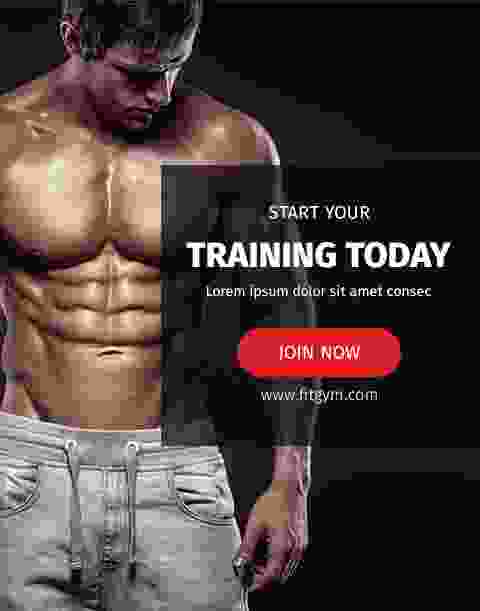 START YOUR
TRAINING TODAY
Lorem ipsum dolor sit amet consec
JOIN NOW
www.fitgym.com